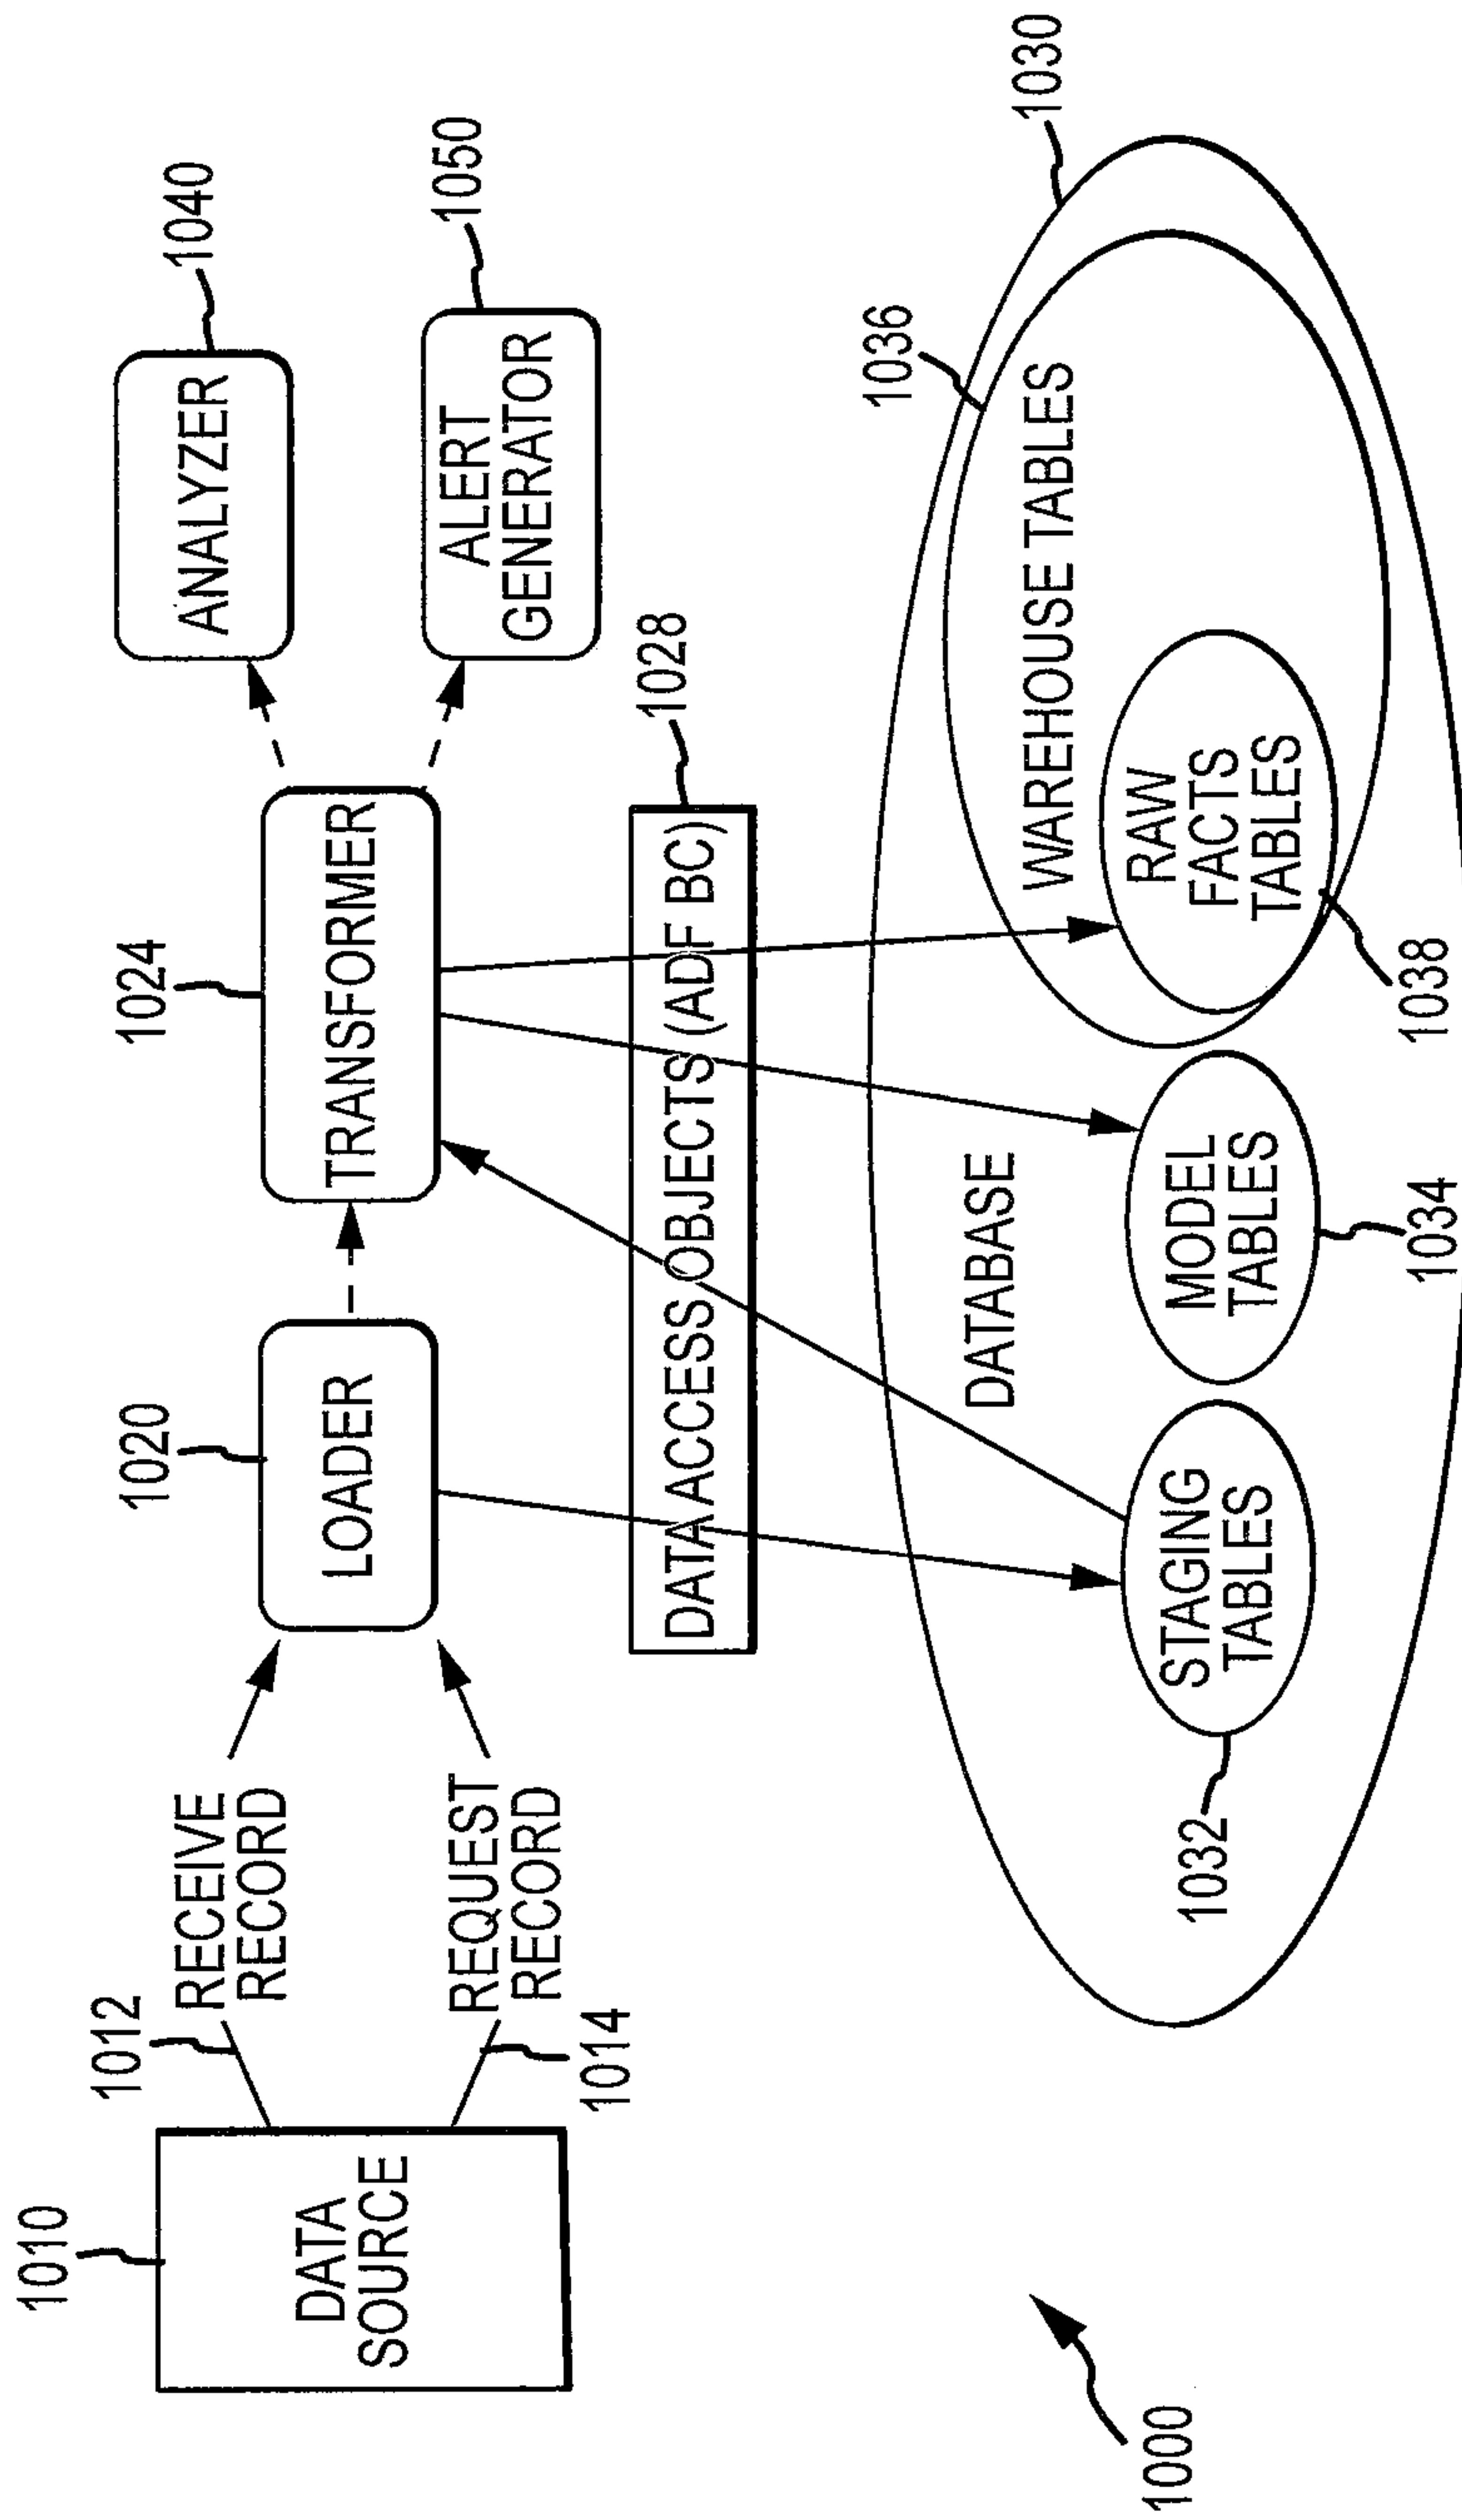 1010
DATA
SOURCE
1012
RECEIVE
RECORD
REQUEST
RECORD
1014
1020
LOADER
1024
TRANSFORMER
1040
ANALYZER
1050
ALERT
GENERATOR
1028
DATA ACCESS OBJECTS (ADF BC)
1030
DATABASE
1032
STAGING
TABLES
1034
MODEL
TABLES
1036
WAREHOUSE TABLES
RAW
FACTS
TABLES
1038
1000